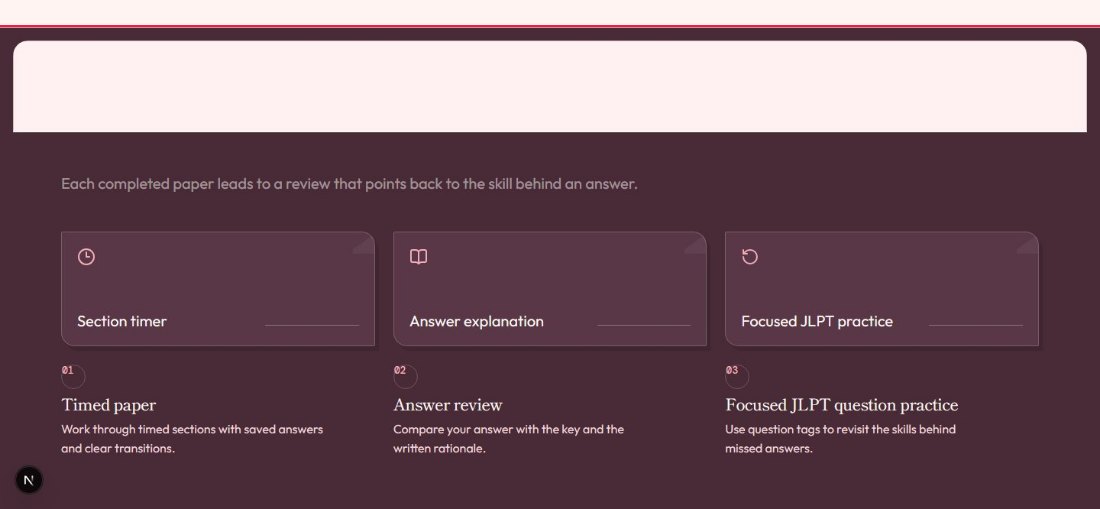 Each completed paper leads to a review that points back to the skill behind an answer.
Section timer
Answer explanation
Focused JLPT practice
01
Timed paper
Work through timed sections with saved answers
and clear transitions.
02
Answer review
Compare your answer with the key and the
written rationale.
03
Focused JLPT question practice
Use question tags to revisit the skills behind
missed answers.
N